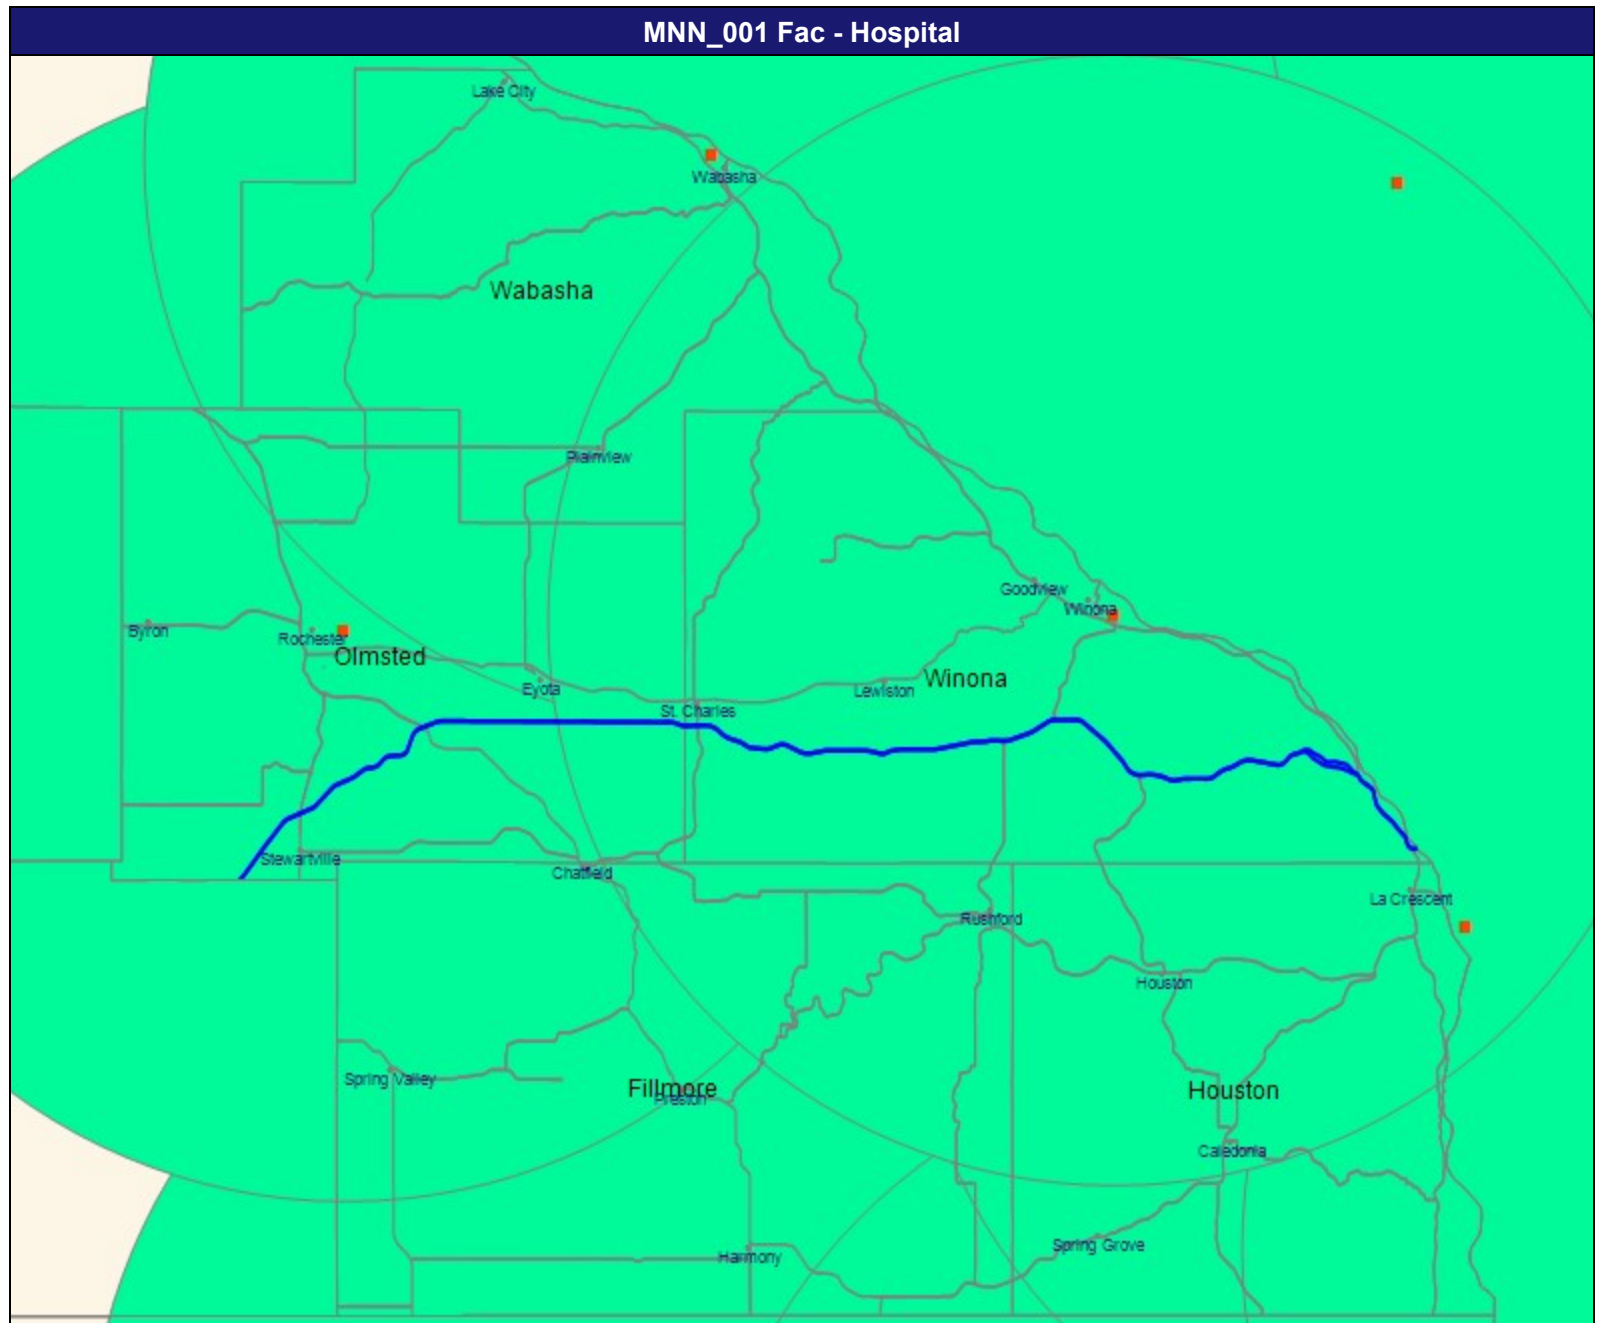 MNN_001 Fac - Hospital
Lake City
Wabasha
Wabasha
Plainview
Goodview
Winona
Byron
Rochester
Olmsted
Eyota
Lewiston
Winona
St. Charles
Stewartville
Chatfield
La Crescent
Rushford
Houston
Spring Valley
Fillmore
Preston
Houston
Caledonia
Harmony
Spring Grove